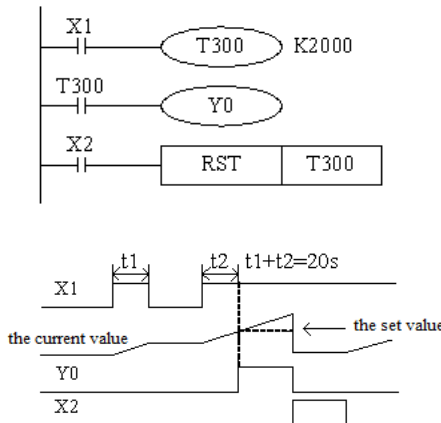 X1
T300 K2000
T300
Y0
X2
RST T300
t1 t2 t1+t2=20s
X1
the set value
the current value
Y0
X2